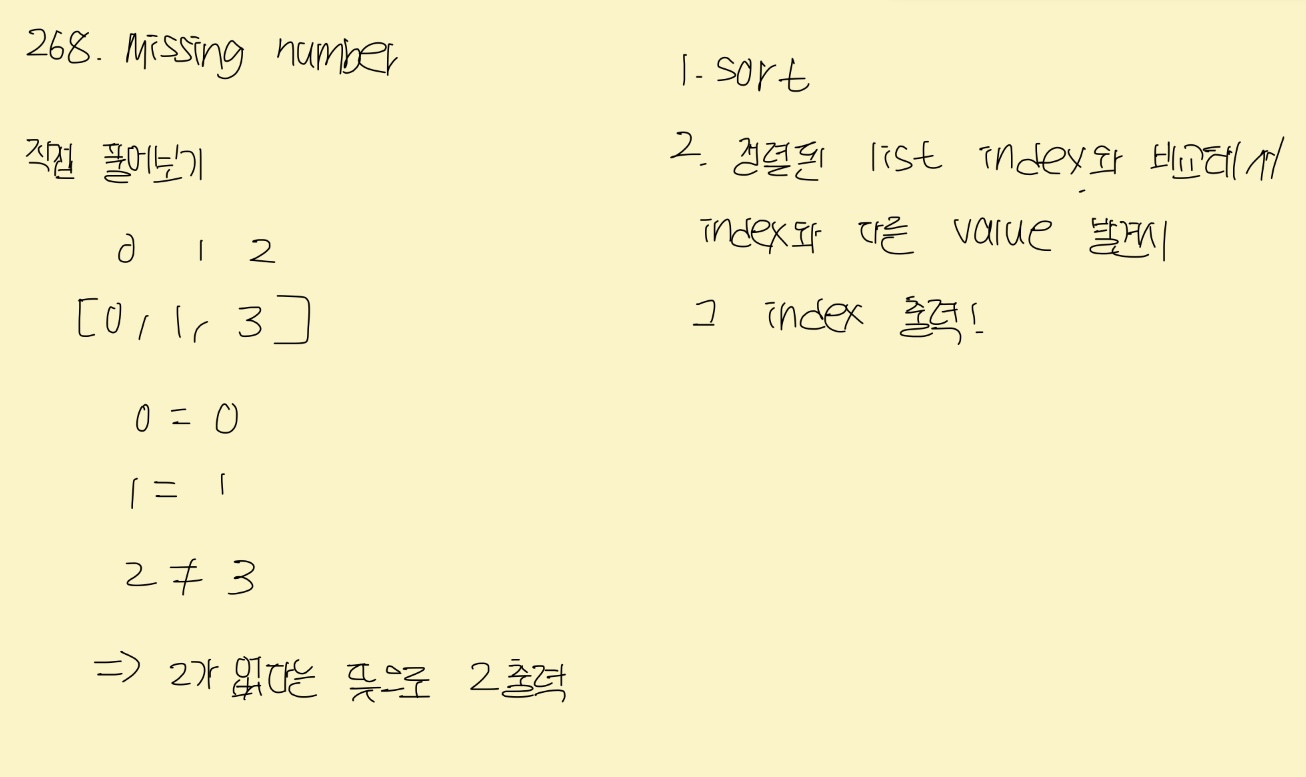 268. Missing number
직접 풀어보기
0 1 2
[0, 1, 3]
0 = 0
1 = 1
2 ≠ 3
=> 2가 없다는 뜻으로 2 출력
1. sort
2. 정렬된 list index와 비교해서
index와 다른 value 발견시
그 index 출력!